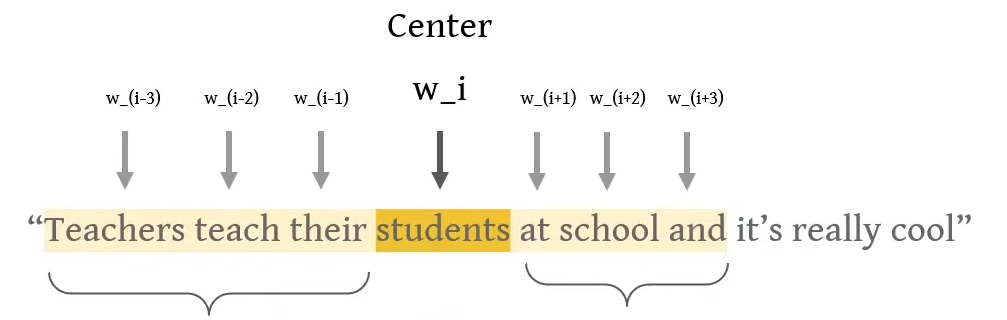 Center
w_(i-3) w_(i-2) w_(i-1) w_i w_(i+1) w_(i+2) w_(i+3)
“Teachers teach their students at school and it’s really cool”